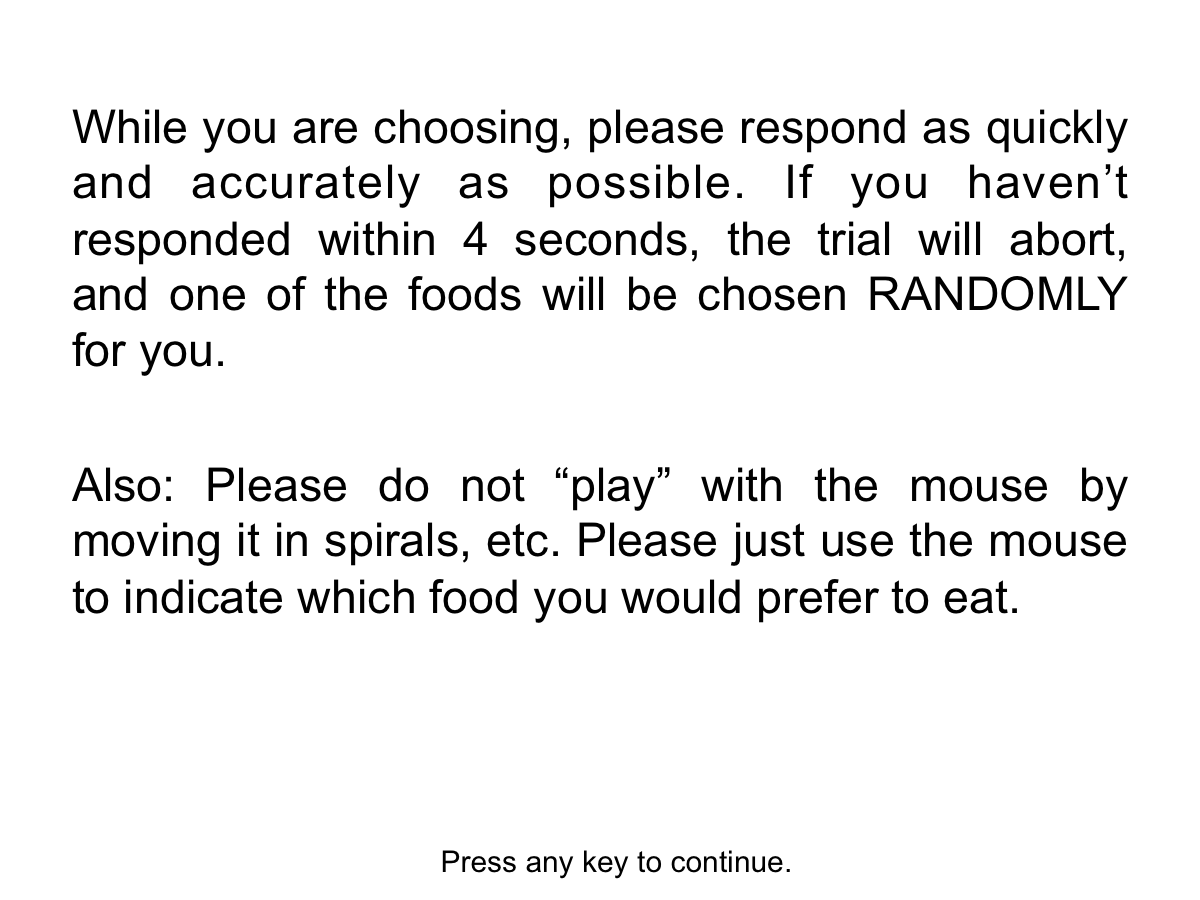 While you are choosing, please respond as quickly
and accurately as possible. If you haven’t
responded within 4 seconds, the trial will abort,
and one of the foods will be chosen RANDOMLY
for you.
Also: Please do not “play” with the mouse by
moving it in spirals, etc. Please just use the mouse
to indicate which food you would prefer to eat.
Press any key to continue.